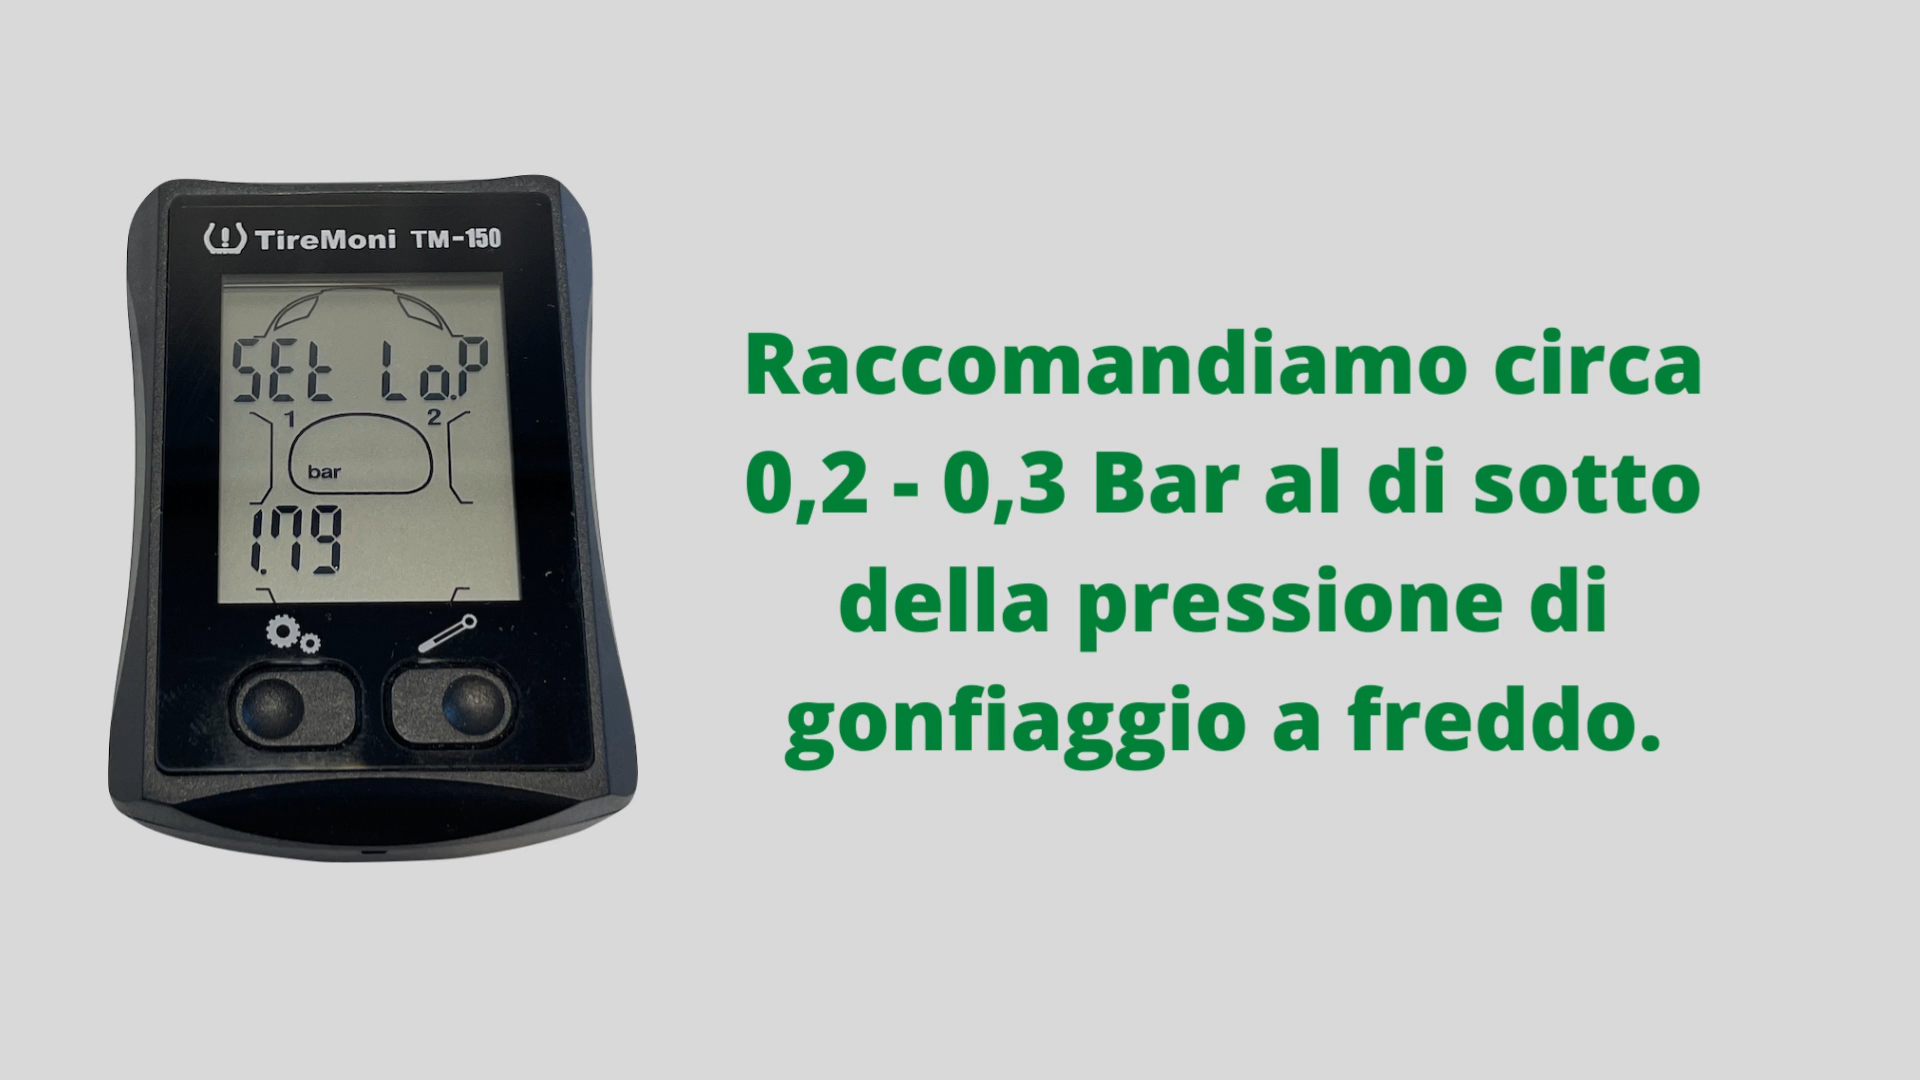 TireMoni TM-150
SEt Lo.P
1 2
bar
1.79
Raccomandiamo circa
0,2 - 0,3 Bar al di sotto
della pressione di
gonfiaggio a freddo.